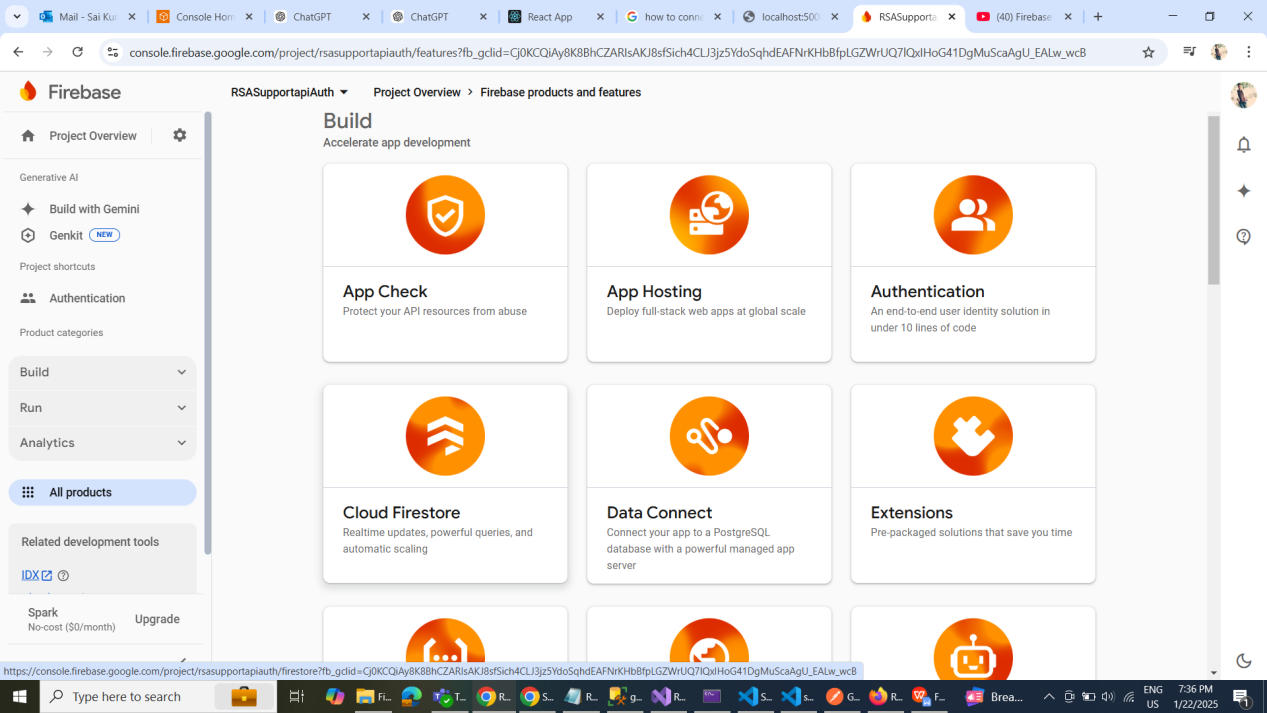 Mail - Sai Kur
Console Hom
ChatGPT
ChatGPT
React App
how to conne
localhost:500
RSASupporta
(40) Firebase
console.firebase.google.com/project/rsasupportapiauth/features?fb_gclid=Cj0KCQiAy8K8BhCZARIsAKJ8sfSich4CLJ3jz5YdoSqhdEAFNrKHbBfpLGZWrUQ7lQxIHoG41DgMuScaAgU_EALw_wcB
Firebase
RSASupportapiAuth
Project Overview > Firebase products and features
Project Overview
Generative AI
Build with Gemini
Genkit NEW
Project shortcuts
Authentication
Product categories
Build
Run
Analytics
All products
Related development tools
IDX
Spark
No-cost ($0/month)
Upgrade
Build
Accelerate app development
App Check
Protect your API resources from abuse
App Hosting
Deploy full-stack web apps at global scale
Authentication
An end-to-end user identity solution in
under 10 lines of code
Cloud Firestore
Realtime updates, powerful queries, and
automatic scaling
Data Connect
Connect your app to a PostgreSQL
database with a powerful managed app
server
Extensions
Pre-packaged solutions that save you time
https://console.firebase.google.com/project/rsasupportapiauth/firestore?fb_gclid=Cj0KCQiAy8K8BhCZARIsAKJ8sfSich4CLJ3jz5YdoSqhdEAFNrKHbBfpLGZWrUQ7lQxIHoG41DgMuScaAgU_EALw_wcB
Type here to search
Fi...
T...
R...
S...
R...
g...
R...
S...
s...
G...
R...
F...
Brea...
ENG
US
7:36 PM
1/22/2025
1